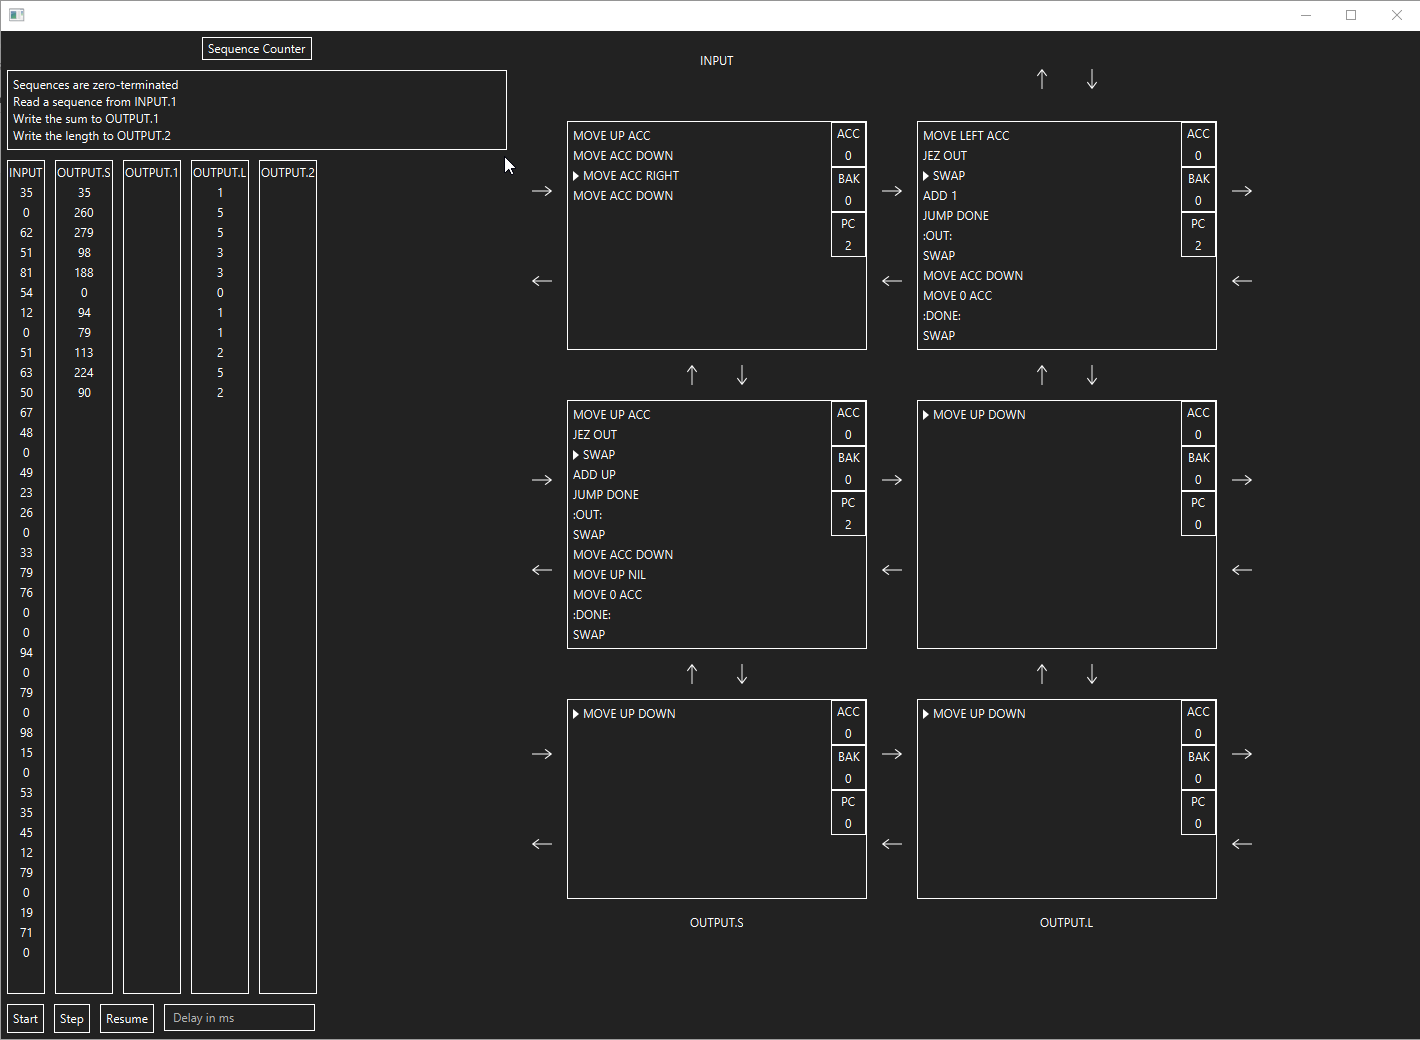 Sequence Counter
Sequences are zero-terminated
Read a sequence from INPUT.1
Write the sum to OUTPUT.1
Write the length to OUTPUT.2
INPUT OUTPUT.S OUTPUT.1 OUTPUT.L OUTPUT.2
35 35 1
0 260 5
62 279 5
51 98 3
81 188 3
54 0 0
12 94 1
0 79 1
51 113 2
63 224 5
50 90 2
67
48
0
49
23
26
0
33
79
76
0
0
94
0
79
0
98
15
0
53
35
45
12
79
0
19
71
0
Start Step Resume Delay in ms
INPUT
MOVE UP ACC
MOVE ACC DOWN
MOVE ACC RIGHT
MOVE ACC DOWN
ACC
0
BAK
0
PC
2
MOVE LEFT ACC
JEZ OUT
SWAP
ADD 1
JUMP DONE
:OUT:
SWAP
MOVE ACC DOWN
MOVE 0 ACC
:DONE:
SWAP
ACC
0
BAK
0
PC
2
MOVE UP ACC
JEZ OUT
SWAP
ADD UP
JUMP DONE
:OUT:
SWAP
MOVE ACC DOWN
MOVE UP NIL
MOVE 0 ACC
:DONE:
SWAP
ACC
0
BAK
0
PC
2
MOVE UP DOWN
ACC
0
BAK
0
PC
0
MOVE UP DOWN
ACC
0
BAK
0
PC
0
MOVE UP DOWN
ACC
0
BAK
0
PC
0
OUTPUT.S
OUTPUT.L